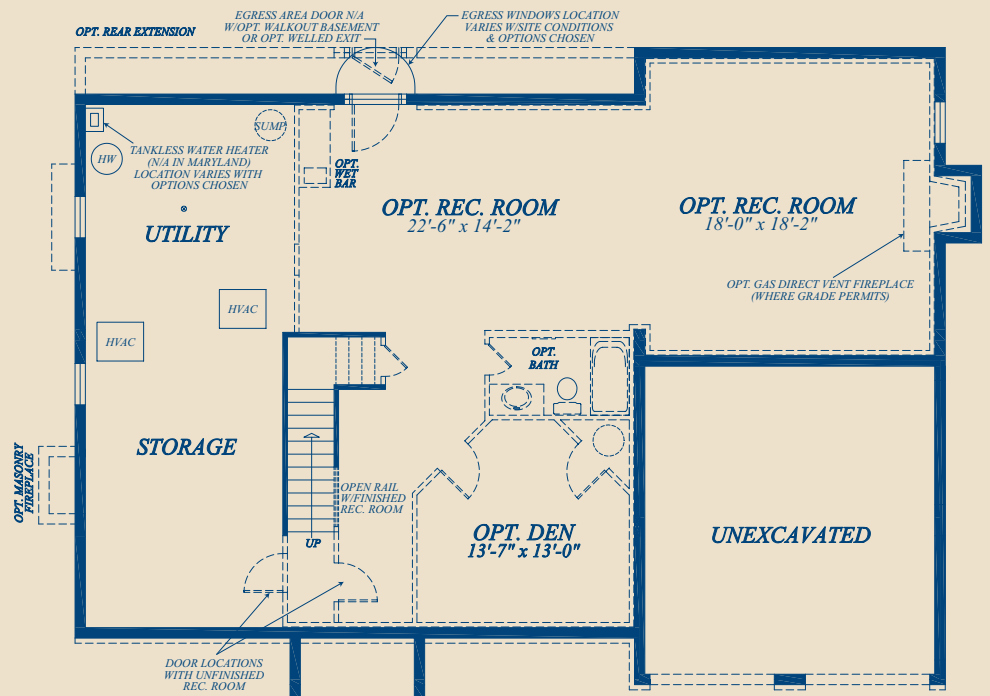 OPT. REAR EXTENSION
EGRESS AREA DOOR N/A
W/OPT. WALKOUT BASEMENT
OR OPT. WELLED EXIT
EGRESS WINDOWS LOCATION
VARIES W/SITE CONDITIONS
& OPTIONS CHOSEN
SUMP
HW
TANKLESS WATER HEATER
(N/A IN MARYLAND)
LOCATION VARIES WITH
OPTIONS CHOSEN
OPT.
WET
BAR
UTILITY
OPT. REC. ROOM
22'-6" x 14'-2"
OPT. REC. ROOM
18'-0" x 18'-2"
OPT. GAS DIRECT VENT FIREPLACE
(WHERE GRADE PERMITS)
HVAC
HVAC
OPT.
BATH
STORAGE
OPT. MASONRY
FIREPLACE
OPEN RAIL
W/FINISHED
REC. ROOM
UP
OPT. DEN
13'-7" x 13'-0"
UNEXCAVATED
DOOR LOCATIONS
WITH UNFINISHED
REC. ROOM